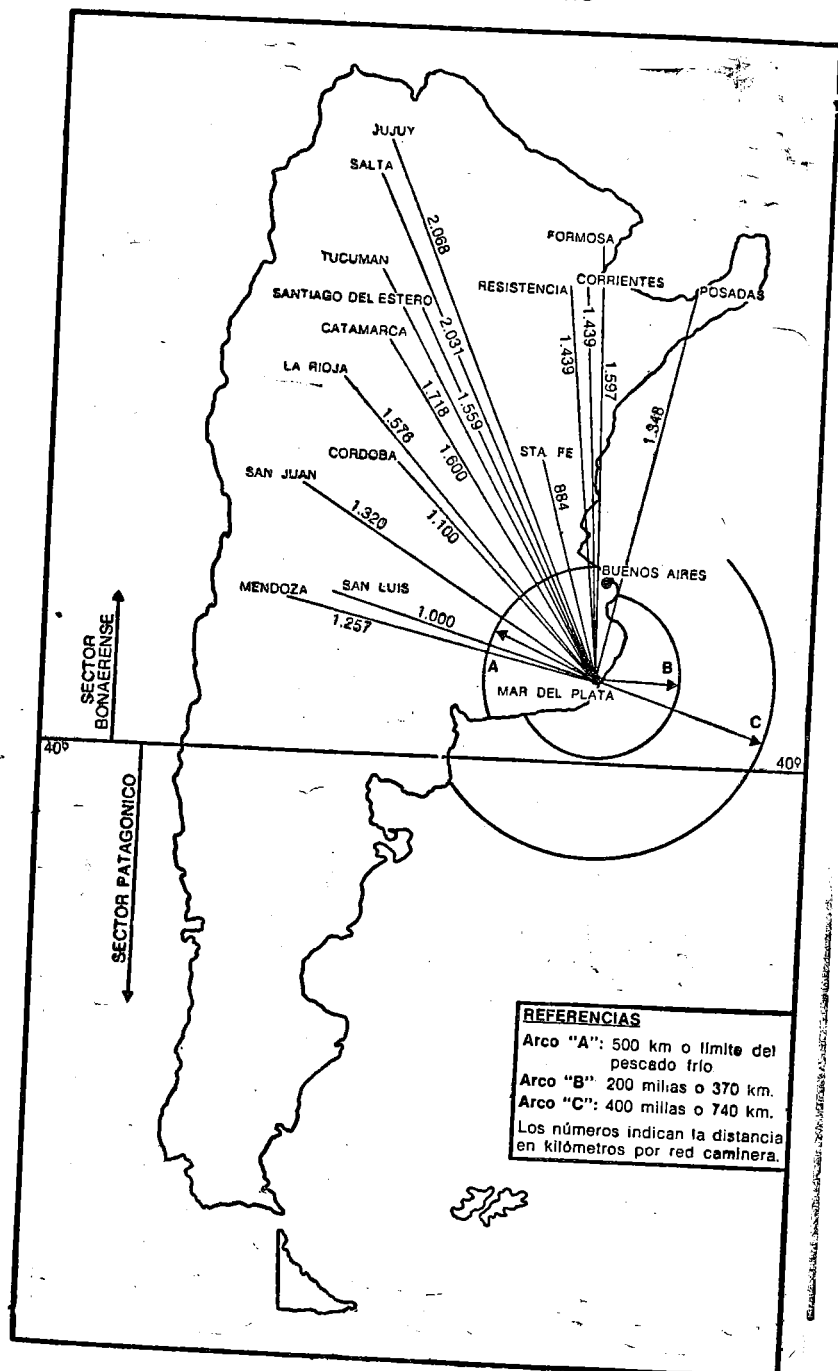 JUJUY
SALTA
2.068
FORMOSA
TUCUMAN
RESISTENCIA
CORRIENTES
POSADAS
SANTIAGO DEL ESTERO
CATAMARCA
2.031
1.439
1.439
1.597
LA RIOJA
1.718
1.559
1.348
1.576
CORDOBA
1.600
STA FE
SAN JUAN
884
1.320
1.100
BUENOS AIRES
MENDOZA
SAN LUIS
1.000
1.257
SECTOR
BONAERENSE
A
B
MAR DEL PLATA
C
40º
40º
SECTOR PATAGONICO
REFERENCIAS
Arco "A": 500 km o límite del
pescado frío
Arco "B" 200 millas o 370 km.
Arco "C": 400 millas o 740 km.
Los números indican la distancia
en kilómetros por red caminera.